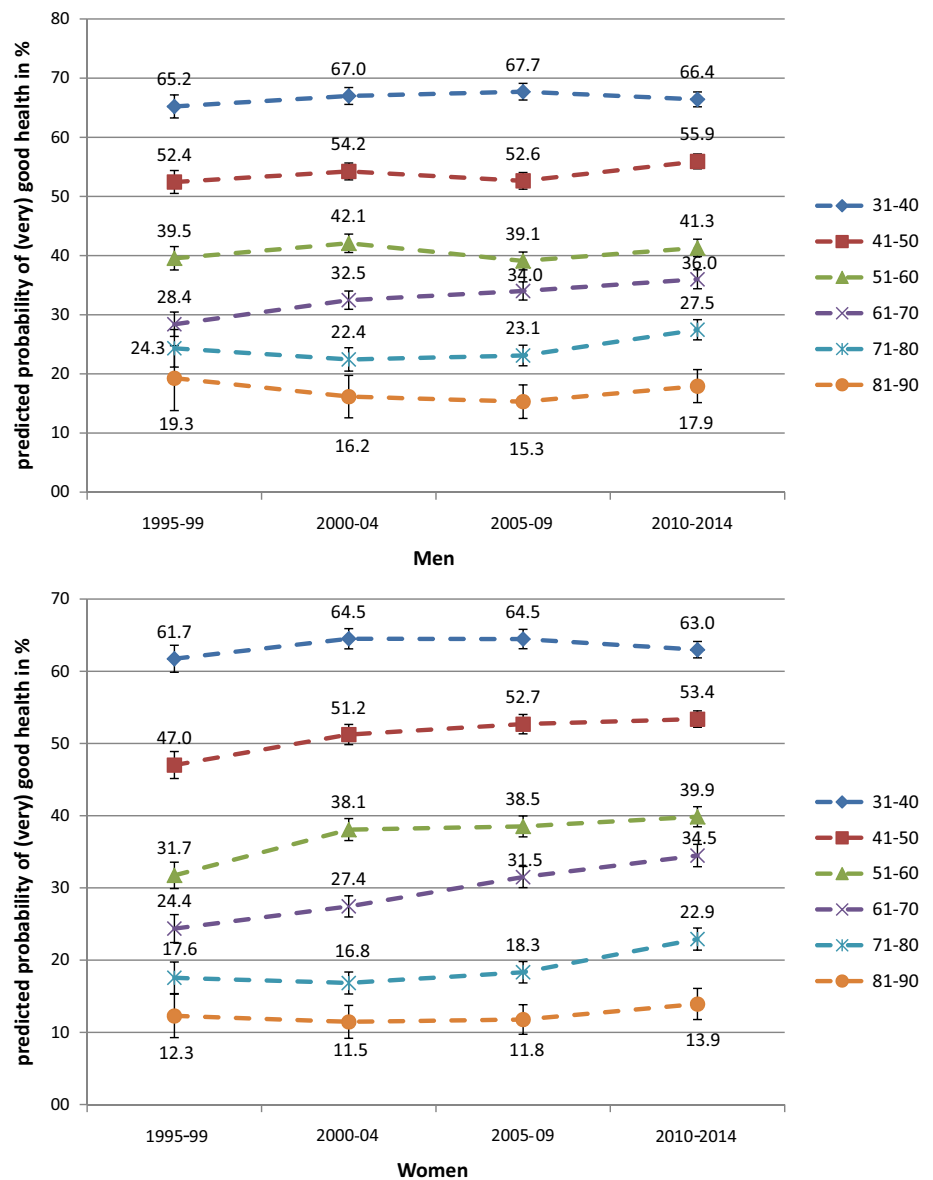 predicted probability of (very) good health in %
80
70
60
50
40
30
20
10
00
65.2 67.0 67.7 66.4
52.4 54.2 52.6 55.9
39.5 42.1 39.1 41.3
28.4 32.5 34.0 36.0
24.3 22.4 23.1 27.5
19.3 16.2 15.3 17.9
1995-99 2000-04 2005-09 2010-2014
Men
31-40
41-50
51-60
61-70
71-80
81-90
predicted probability of (very) good health in %
70
60
50
40
30
20
10
00
61.7 64.5 64.5 63.0
47.0 51.2 52.7 53.4
31.7 38.1 38.5 39.9
24.4 27.4 31.5 34.5
17.6 16.8 18.3 22.9
12.3 11.5 11.8 13.9
1995-99 2000-04 2005-09 2010-2014
Women
31-40
41-50
51-60
61-70
71-80
81-90